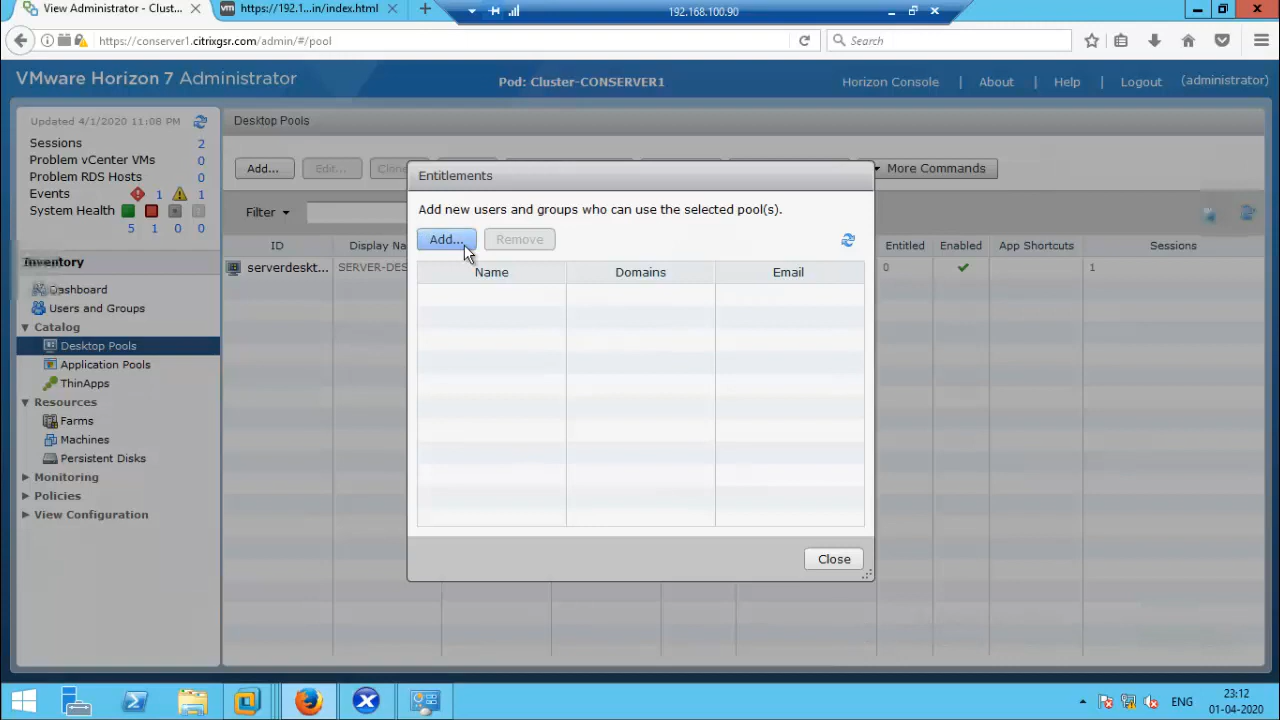 View Administrator - Clust...
https://192.1...in/index.html
192.168.100.90
https://conserver1.citrixgsr.com/admin/#/pool
Search
VMware Horizon 7 Administrator
Pod: Cluster-CONSERVER1
Horizon Console
About
Help
Logout
(administrator)
Updated 4/1/2020 11:08 PM
Sessions 2
Problem vCenter VMs 0
Problem RDS Hosts 0
Events 1 1
System Health
5 1 0 0
Inventory
Dashboard
Users and Groups
Catalog
Desktop Pools
Application Pools
ThinApps
Resources
Farms
Machines
Persistent Disks
Monitoring
Policies
View Configuration
Desktop Pools
Add...
Edit...
More Commands
Filter
ID
Entitled
Enabled
App Shortcuts
Sessions
serverdeskt...
SERVER-DES
0
1
Entitlements
Add new users and groups who can use the selected pool(s).
Add...
Remove
Name
Domains
Email
Close
ENG
23:12
01-04-2020